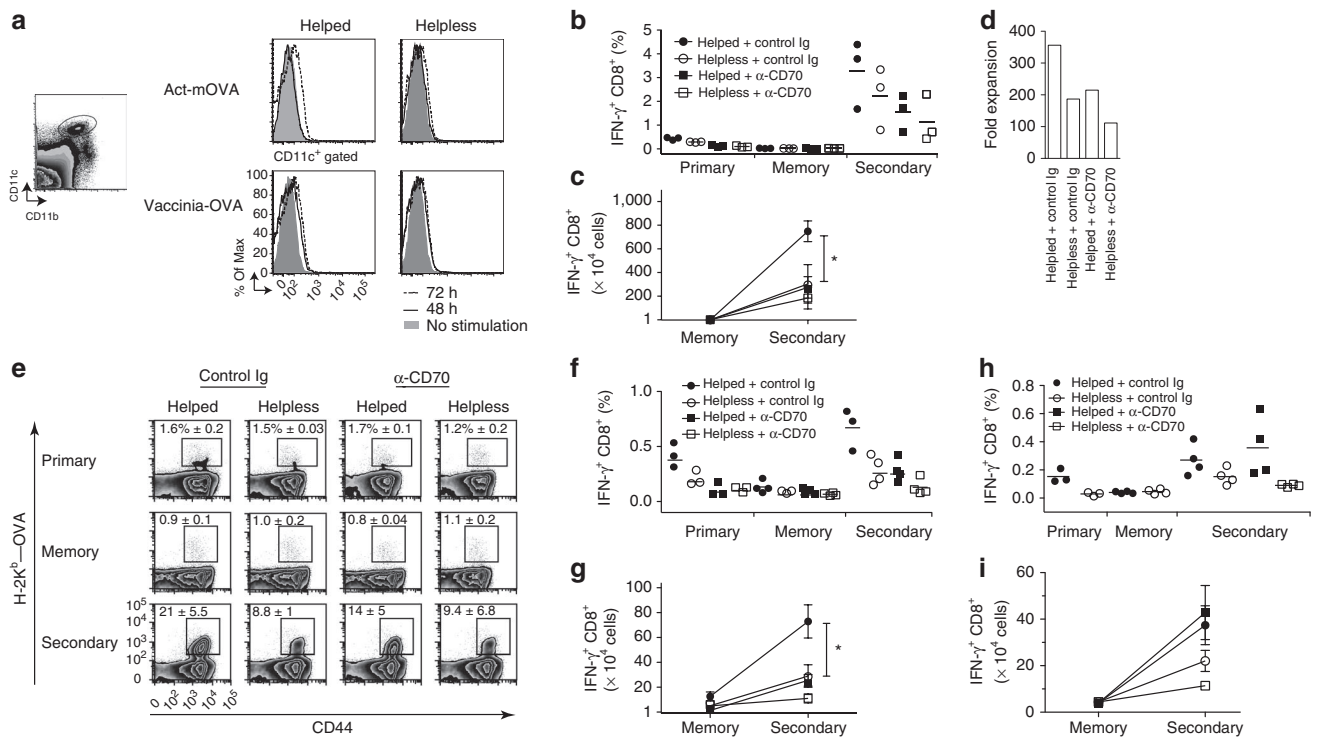 a
Helped
Helpless
Act-mOVA
CD11c⁺ gated
CD11c
CD11b
Vaccinia-OVA
% Of Max
100
80
60
40
20
0
0 10² 10³ 10⁴ 10⁵
72 h
48 h
No stimulation
b
IFN-γ⁺ CD8⁺ (%)
5
4
3
2
1
0
Helped + control Ig
Helpless + control Ig
Helped + α-CD70
Helpless + α-CD70
Primary Memory Secondary
c
IFN-γ⁺ CD8⁺
(× 10⁴ cells)
1,000
800
600
400
200
1
*
Memory Secondary
d
Fold expansion
400
300
200
100
0
Helped + control Ig
Helpless + control Ig
Helped + α-CD70
Helpless + α-CD70
e
Control Ig
α-CD70
Helped Helpless Helped Helpless
H-2Kᵇ—OVA
Primary
1.6% ± 0.2 1.5% ± 0.03 1.7% ± 0.1 1.2% ± 0.2
Memory
0.9 ± 0.1 1.0 ± 0.2 0.8 ± 0.04 1.1 ± 0.2
Secondary
21 ± 5.5 8.8 ± 1 14 ± 5 9.4 ± 6.8
10⁵
10⁴
10³
10²
0
0 10² 10³ 10⁴ 10⁵
CD44
f
IFN-γ⁺ CD8⁺ (%)
1.0
0.5
0.0
Helped + control Ig
Helpless + control Ig
Helped + α-CD70
Helpless + α-CD70
Primary Memory Secondary
g
IFN-γ⁺ CD8⁺
(× 10⁴ cells)
100
80
60
40
20
1
*
Memory Secondary
h
IFN-γ⁺ CD8⁺ (%)
0.8
0.6
0.4
0.2
0.0
Helped + control Ig
Helpless + control Ig
Helped + α-CD70
Helpless + α-CD70
Primary Memory Secondary
i
IFN-γ⁺ CD8⁺
(× 10⁴ cells)
60
40
20
0
Memory Secondary